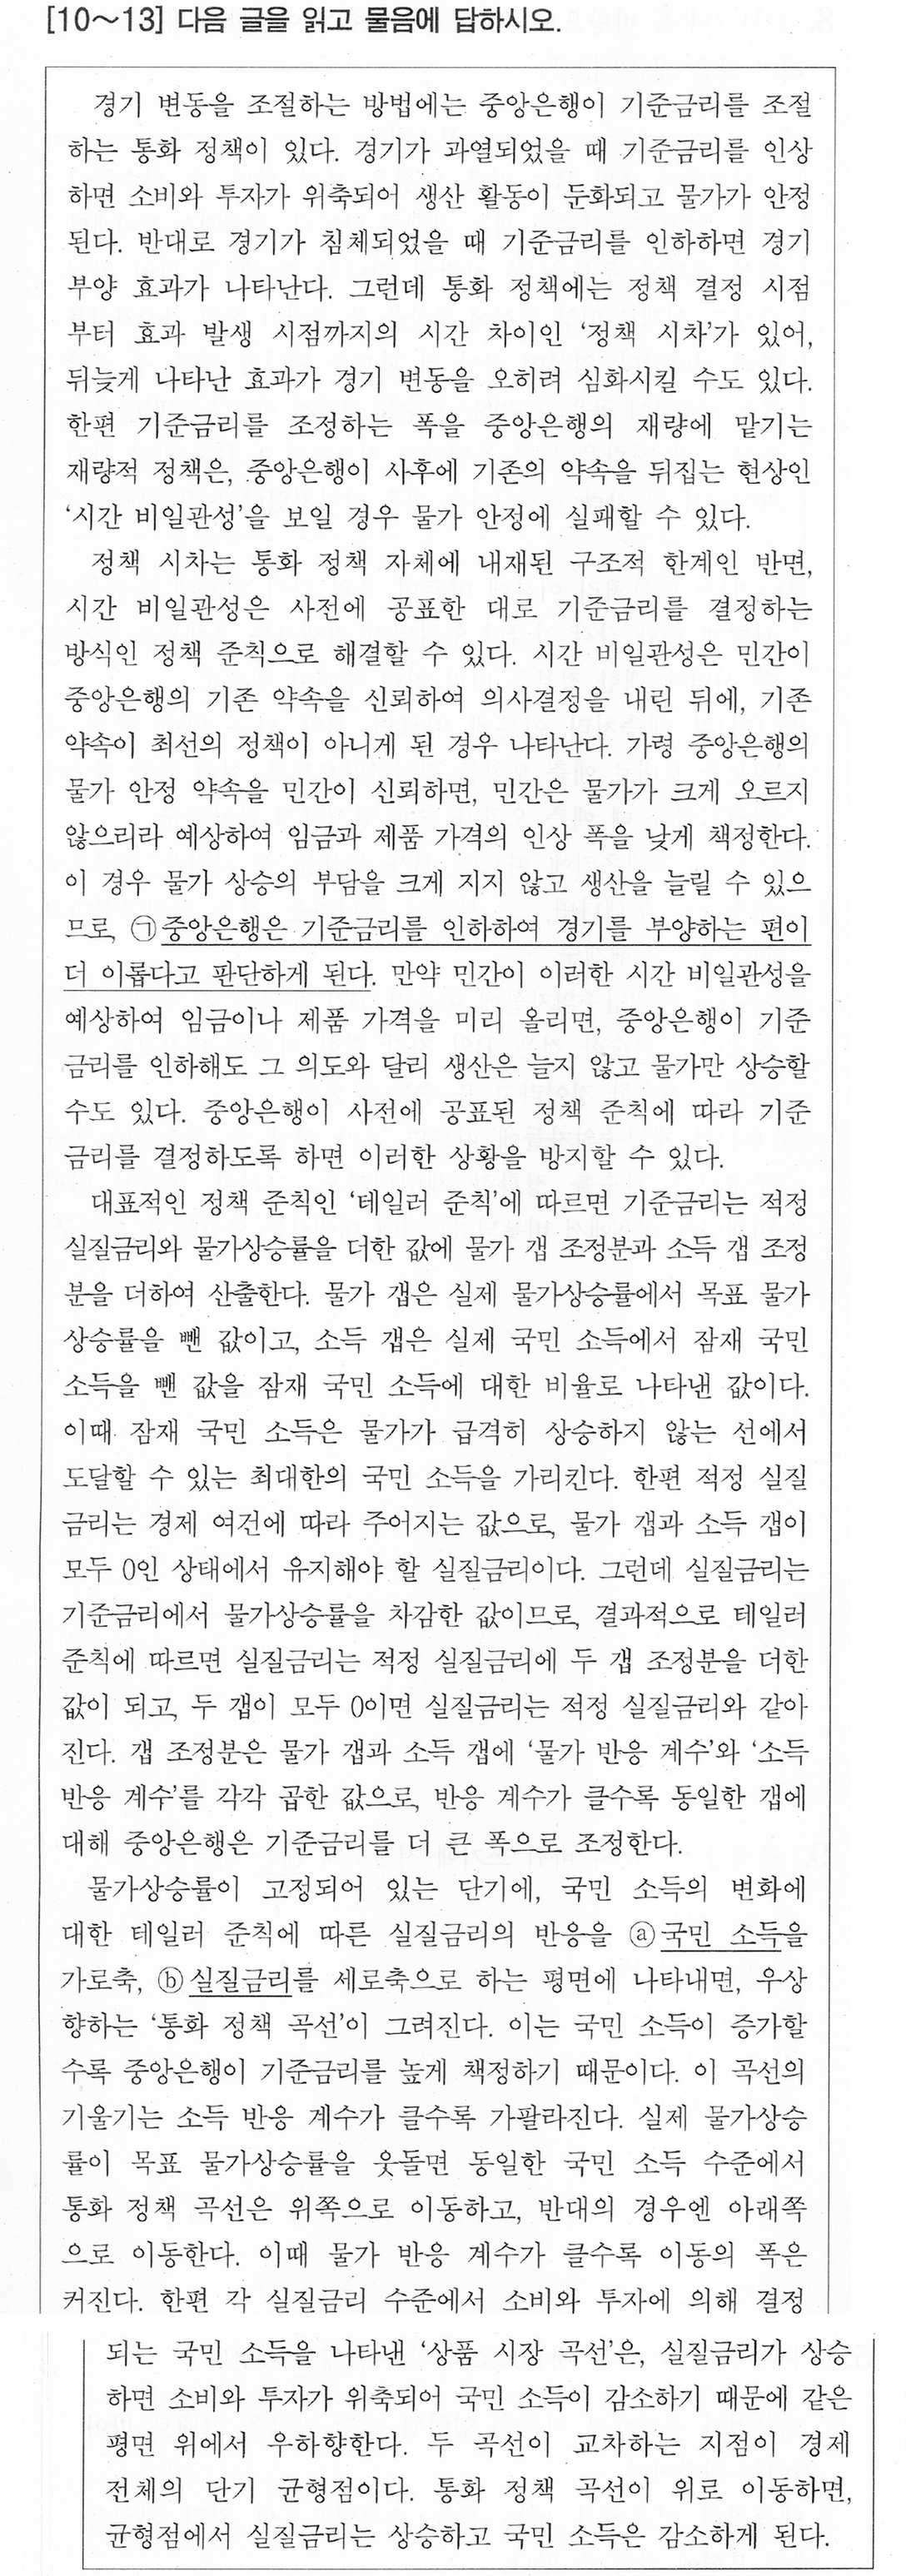 [10～13] 다음 글을 읽고 물음에 답하시오.
경기 변동을 조절하는 방법에는 중앙은행이 기준금리를 조절
하는 통화 정책이 있다. 경기가 과열되었을 때 기준금리를 인상
하면 소비와 투자가 위축되어 생산 활동이 둔화되고 물가가 안정
된다. 반대로 경기가 침체되었을 때 기준금리를 인하하면 경기
부양 효과가 나타난다. 그런데 통화 정책에는 정책 결정 시점
부터 효과 발생 시점까지의 시간 차이인 ‘정책 시차’가 있어,
뒤늦게 나타난 효과가 경기 변동을 오히려 심화시킬 수도 있다.
한편 기준금리를 조정하는 폭을 중앙은행의 재량에 맡기는
재량적 정책은, 중앙은행이 사후에 기존의 약속을 뒤집는 현상인
‘시간 비일관성’을 보일 경우 물가 안정에 실패할 수 있다.
정책 시차는 통화 정책 자체에 내재된 구조적 한계인 반면,
시간 비일관성은 사전에 공표한 대로 기준금리를 결정하는
방식인 정책 준칙으로 해결할 수 있다. 시간 비일관성은 민간이
중앙은행의 기존 약속을 신뢰하여 의사결정을 내린 뒤에, 기존
약속이 최선의 정책이 아니게 된 경우 나타난다. 가령 중앙은행의
물가 안정 약속을 민간이 신뢰하면, 민간은 물가가 크게 오르지
않으리라 예상하여 임금과 제품 가격의 인상 폭을 낮게 책정한다.
이 경우 물가 상승의 부담을 크게 지지 않고 생산을 늘릴 수 있으
므로, ㉠중앙은행은 기준금리를 인하하여 경기를 부양하는 편이
더 이롭다고 판단하게 된다. 만약 민간이 이러한 시간 비일관성을
예상하여 임금이나 제품 가격을 미리 올리면, 중앙은행이 기준
금리를 인하해도 그 의도와 달리 생산은 늘지 않고 물가만 상승할
수도 있다. 중앙은행이 사전에 공표된 정책 준칙에 따라 기준
금리를 결정하도록 하면 이러한 상황을 방지할 수 있다.
대표적인 정책 준칙인 ‘테일러 준칙’에 따르면 기준금리는 적정
실질금리와 물가상승률을 더한 값에 물가 갭 조정분과 소득 갭 조정
분을 더하여 산출한다. 물가 갭은 실제 물가상승률에서 목표 물가
상승률을 뺀 값이고, 소득 갭은 실제 국민 소득에서 잠재 국민
소득을 뺀 값을 잠재 국민 소득에 대한 비율로 나타낸 값이다.
이때 잠재 국민 소득은 물가가 급격히 상승하지 않는 선에서
도달할 수 있는 최대한의 국민 소득을 가리킨다. 한편 적정 실질
금리는 경제 여건에 따라 주어지는 값으로, 물가 갭과 소득 갭이
모두 0인 상태에서 유지해야 할 실질금리이다. 그런데 실질금리는
기준금리에서 물가상승률을 차감한 값이므로, 결과적으로 테일러
준칙에 따르면 실질금리는 적정 실질금리에 두 갭 조정분을 더한
값이 되고, 두 갭이 모두 0이면 실질금리는 적정 실질금리와 같아
진다. 갭 조정분은 물가 갭과 소득 갭에 ‘물가 반응 계수’와 ‘소득
반응 계수’를 각각 곱한 값으로, 반응 계수가 클수록 동일한 갭에
대해 중앙은행은 기준금리를 더 큰 폭으로 조정한다.
물가상승률이 고정되어 있는 단기에, 국민 소득의 변화에
대한 테일러 준칙에 따른 실질금리의 반응을 ⓐ국민 소득을
가로축, ⓑ실질금리를 세로축으로 하는 평면에 나타내면, 우상
향하는 ‘통화 정책 곡선’이 그려진다. 이는 국민 소득이 증가할
수록 중앙은행이 기준금리를 높게 책정하기 때문이다. 이 곡선의
기울기는 소득 반응 계수가 클수록 가팔라진다. 실제 물가상승
률이 목표 물가상승률을 웃돌면 동일한 국민 소득 수준에서
통화 정책 곡선은 위쪽으로 이동하고, 반대의 경우엔 아래쪽
으로 이동한다. 이때 물가 반응 계수가 클수록 이동의 폭은
커진다. 한편 각 실질금리 수준에서 소비와 투자에 의해 결정
되는 국민 소득을 나타낸 ‘상품 시장 곡선’은, 실질금리가 상승
하면 소비와 투자가 위축되어 국민 소득이 감소하기 때문에 같은
평면 위에서 우하향한다. 두 곡선이 교차하는 지점이 경제
전체의 단기 균형점이다. 통화 정책 곡선이 위로 이동하면,
균형점에서 실질금리는 상승하고 국민 소득은 감소하게 된다.